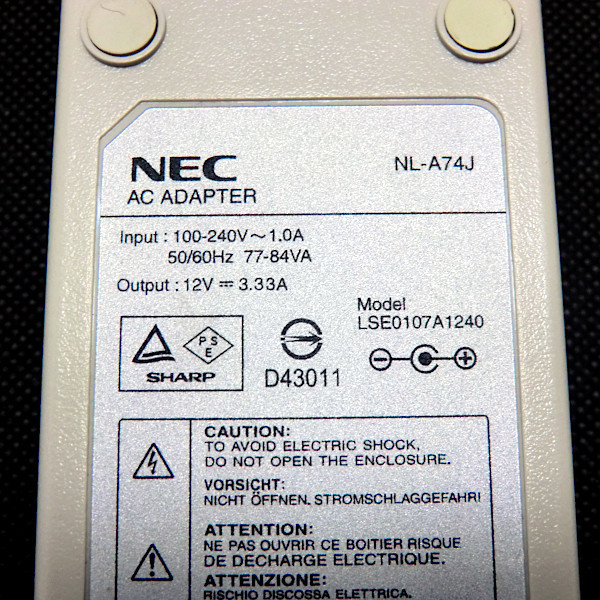 NEC
NL-A74J
AC ADAPTER
Input : 100-240V～1.0A
50/60Hz 77-84VA
Output : 12V ⎓ 3.33A
Model
LSE0107A1240
PS
E
SHARP
D43011
CAUTION:
TO AVOID ELECTRIC SHOCK,
DO NOT OPEN THE ENCLOSURE.
VORSICHT:
NICHT ÖFFNEN. STROMSCHLAGGEFAHR!
ATTENTION:
NE PAS OUVRIR CE BOITIER RISQUE
DE DECHARGE ELECTRIQUE.
ATTENZIONE:
RISCHIO DISCOSSA ELETTRICA.